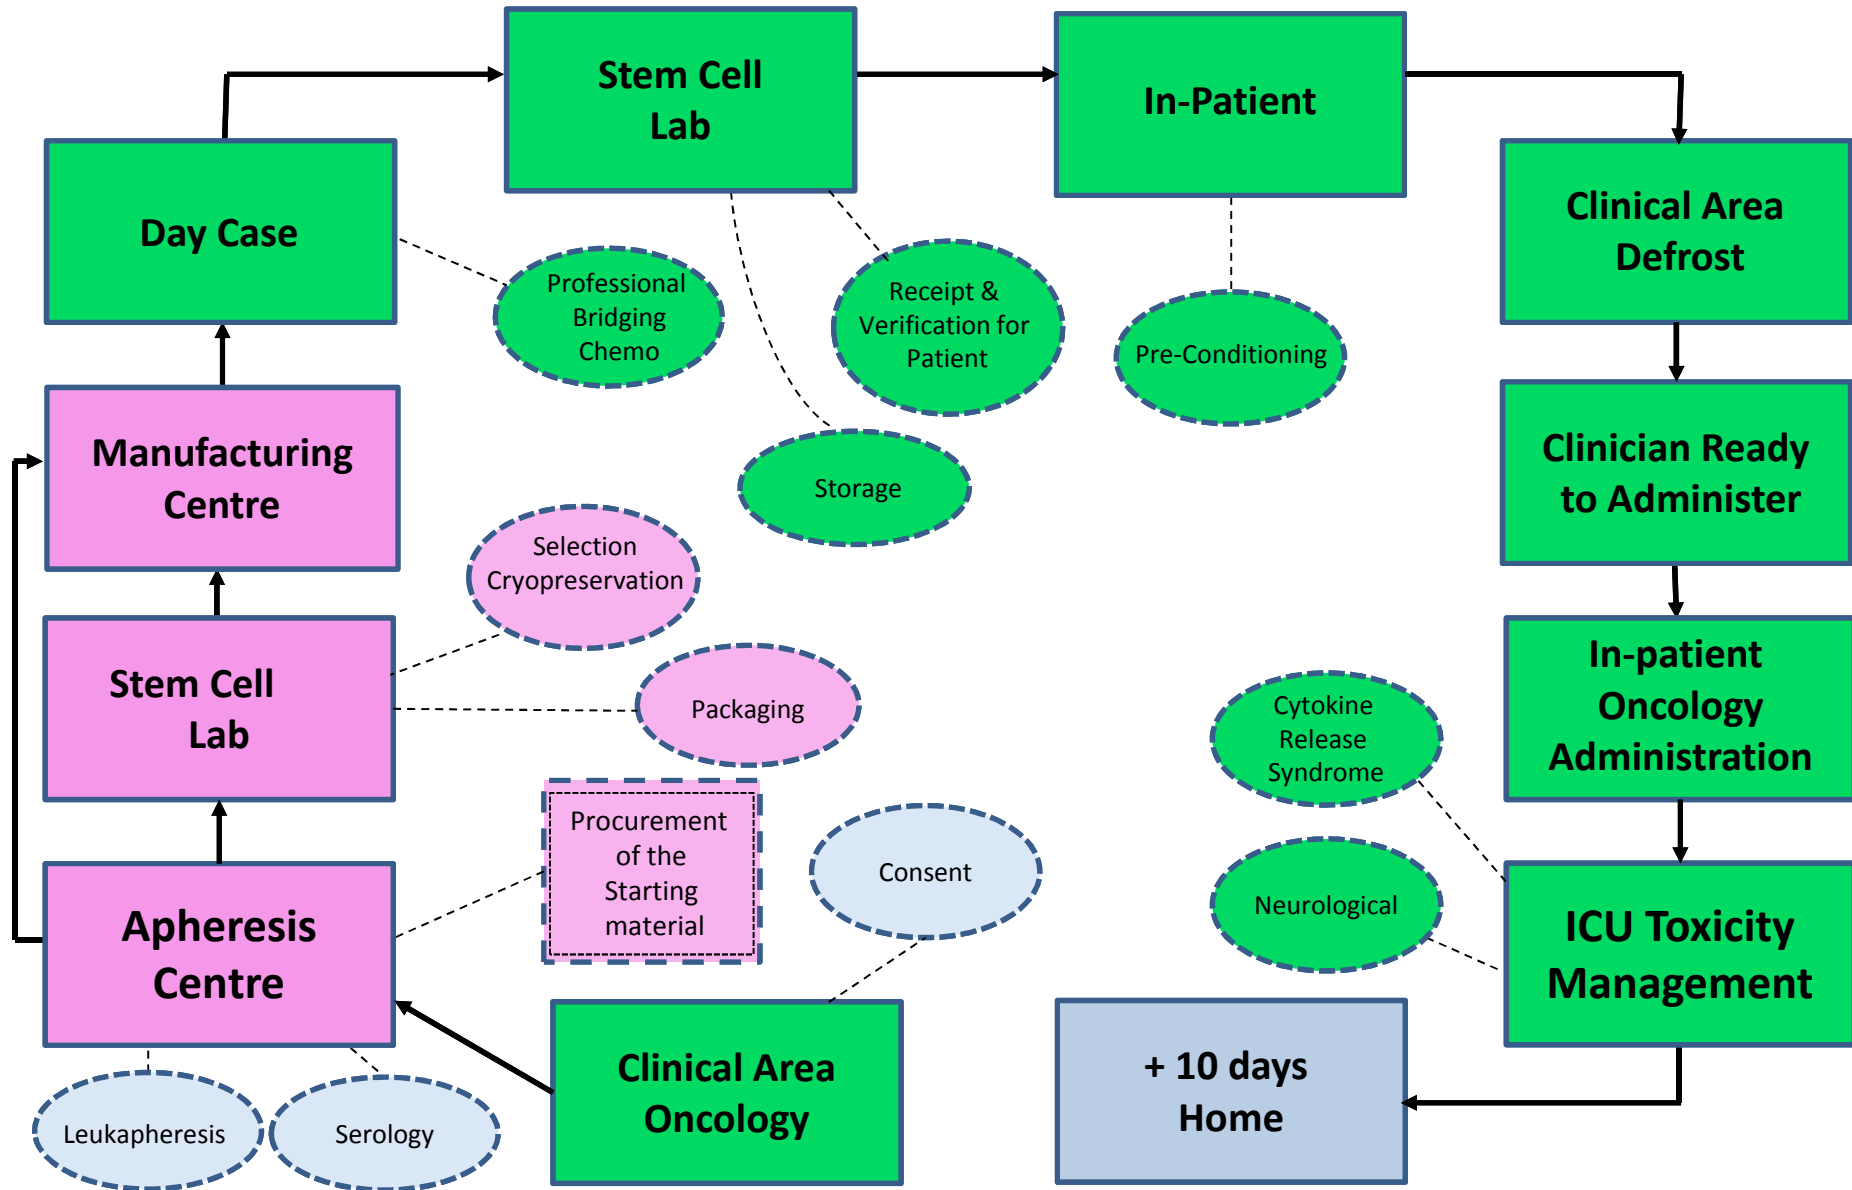 Stem Cell
Lab
In-Patient
Day Case
Clinical Area
Defrost
Professional
Bridging
Chemo
Receipt &
Verification for
Patient
Pre-Conditioning
Manufacturing
Centre
Clinician Ready
to Administer
Storage
Selection
Cryopreservation
Stem Cell
Lab
Packaging
In-patient
Oncology
Administration
Cytokine
Release
Syndrome
Procurement
of the
Starting
material
Consent
Neurological
Apheresis
Centre
ICU Toxicity
Management
Clinical Area
Oncology
+ 10 days
Home
Leukapheresis
Serology